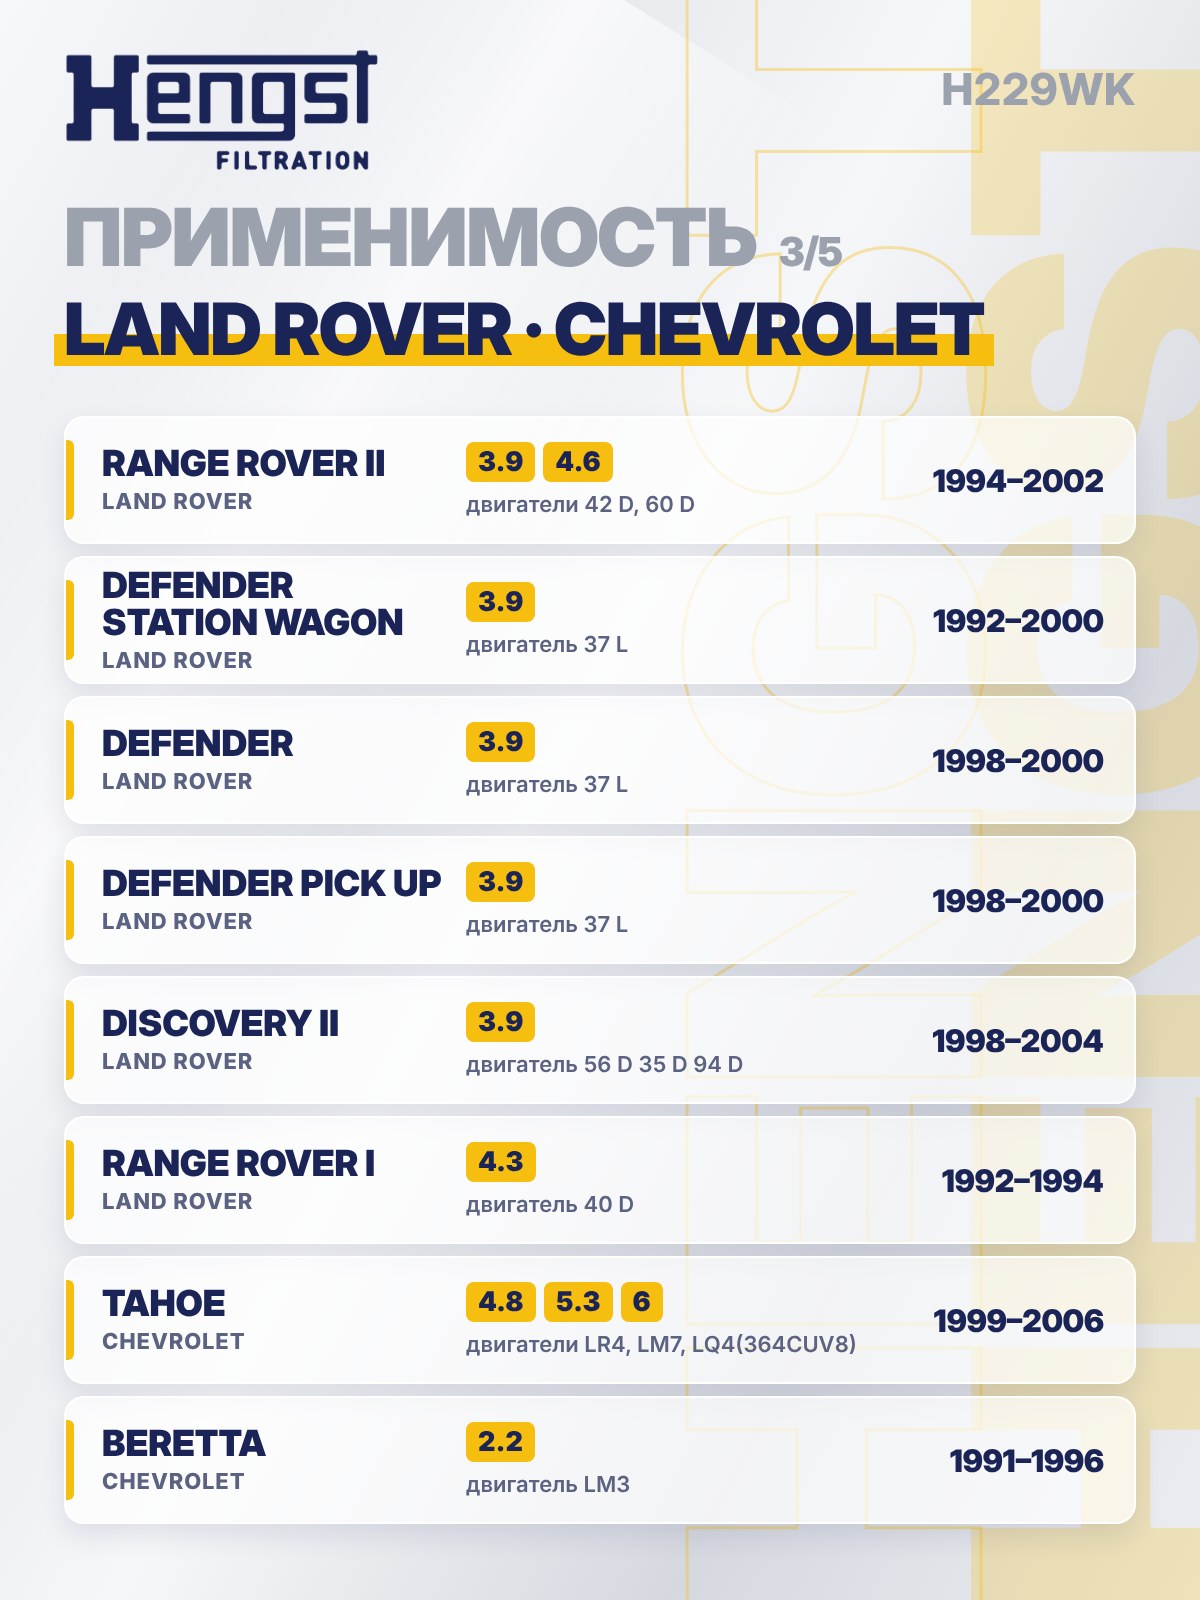 Hengst
FILTRATION
H229WK
ПРИМЕНИМОСТЬ 3/5
LAND ROVER · CHEVROLET
RANGE ROVER II
LAND ROVER
3.9 4.6
двигатели 42 D, 60 D
1994–2002
DEFENDER
STATION WAGON
LAND ROVER
3.9
двигатель 37 L
1992–2000
DEFENDER
LAND ROVER
3.9
двигатель 37 L
1998–2000
DEFENDER PICK UP
LAND ROVER
3.9
двигатель 37 L
1998–2000
DISCOVERY II
LAND ROVER
3.9
двигатель 56 D 35 D 94 D
1998–2004
RANGE ROVER I
LAND ROVER
4.3
двигатель 40 D
1992–1994
TAHOE
CHEVROLET
4.8 5.3 6
двигатели LR4, LM7, LQ4(364CUV8)
1999–2006
BERETTA
CHEVROLET
2.2
двигатель LM3
1991–1996
HENGST
HENGST